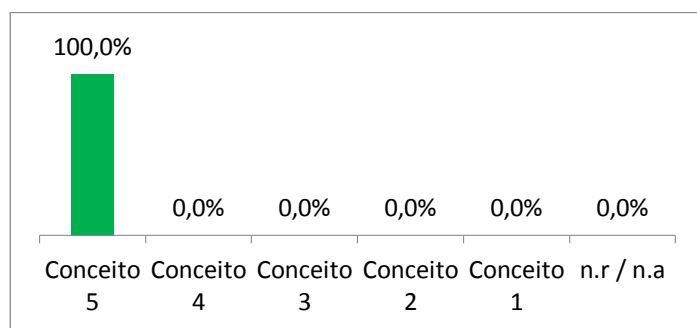 100,0%
0,0% 0,0% 0,0% 0,0% 0,0%
Conceito Conceito Conceito Conceito Conceito n.r / n.a
5 4 3 2 1